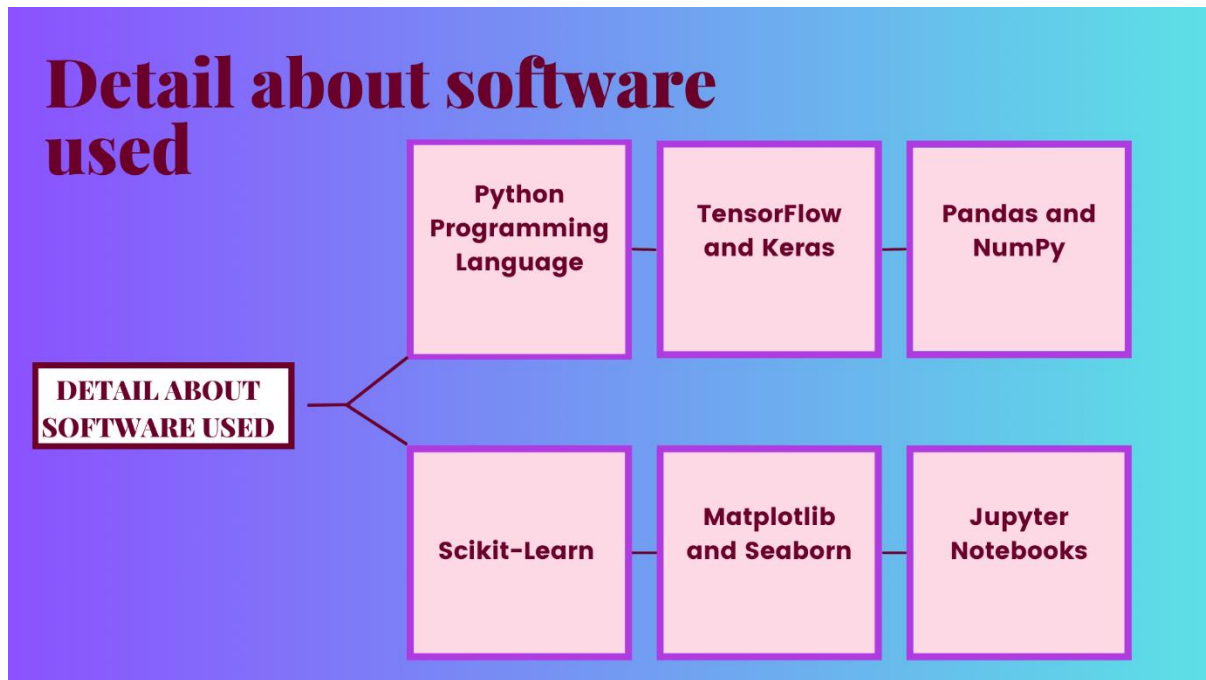 Detail about software
used
Python
Programming
Language
TensorFlow
and Keras
Pandas and
NumPy
DETAIL ABOUT
SOFTWARE USED
Scikit-Learn
Matplotlib
and Seaborn
Jupyter
Notebooks